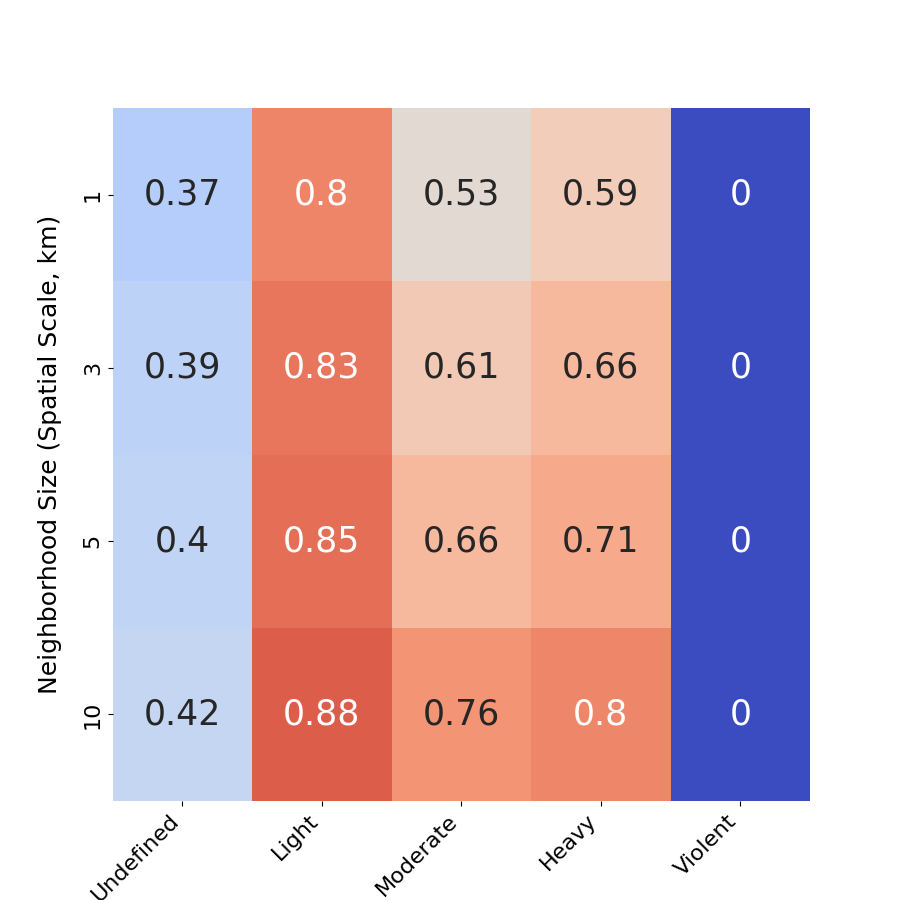 Neighborhood Size (Spatial Scale, km)
1
0.37 0.8 0.53 0.59 0
3
0.39 0.83 0.61 0.66 0
5
0.4 0.85 0.66 0.71 0
10
0.42 0.88 0.76 0.8 0
Undefined Light Moderate Heavy Violent